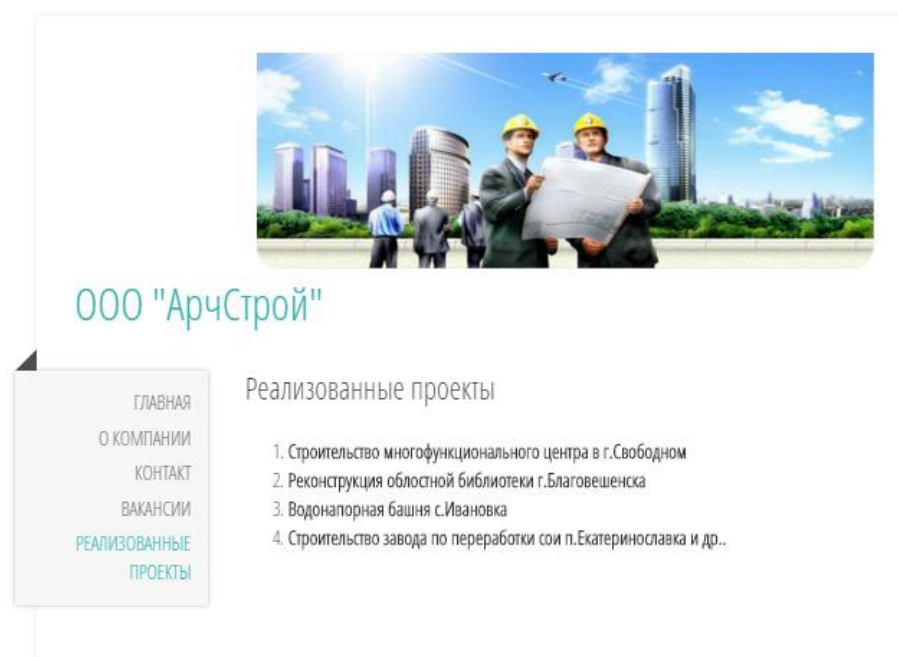 ООО "АрчСтрой"
ГЛАВНАЯ
О КОМПАНИИ
КОНТАКТ
ВАКАНСИИ
РЕАЛИЗОВАННЫЕ
ПРОЕКТЫ
Реализованные проекты
1. Строительство многофункционального центра в г.Свободном
2. Реконструкция облостной библиотеки г.Благовешенска
3. Водонапорная башня с.Ивановка
4. Строительство завода по переработки сои п.Екатеринославка и др..